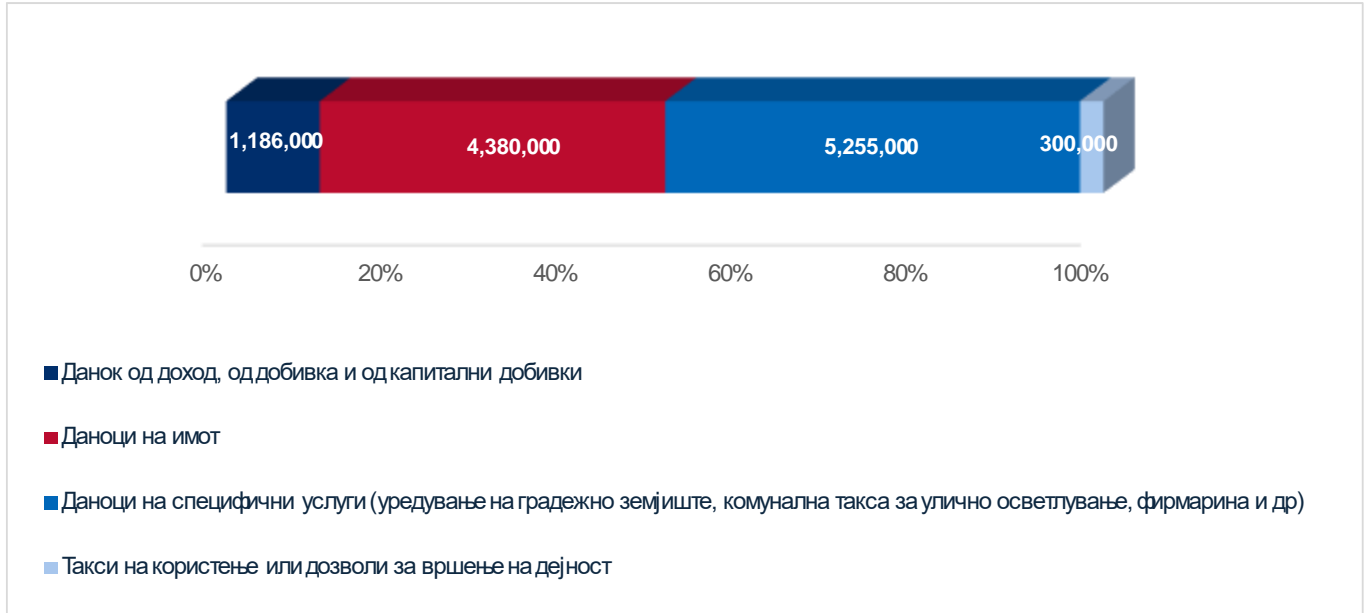 1,186,000
4,380,000
5,255,000
300,000
0%
20%
40%
60%
80%
100%
Данок од доход, од добивка и од капитални добивки
Даноци на имот
Даноци на специфични услуги (уредување на градежно земјиште, комунална такса за улично осветлување, фирмарина и др)
Такси на користење или дозволи за вршење на дејност